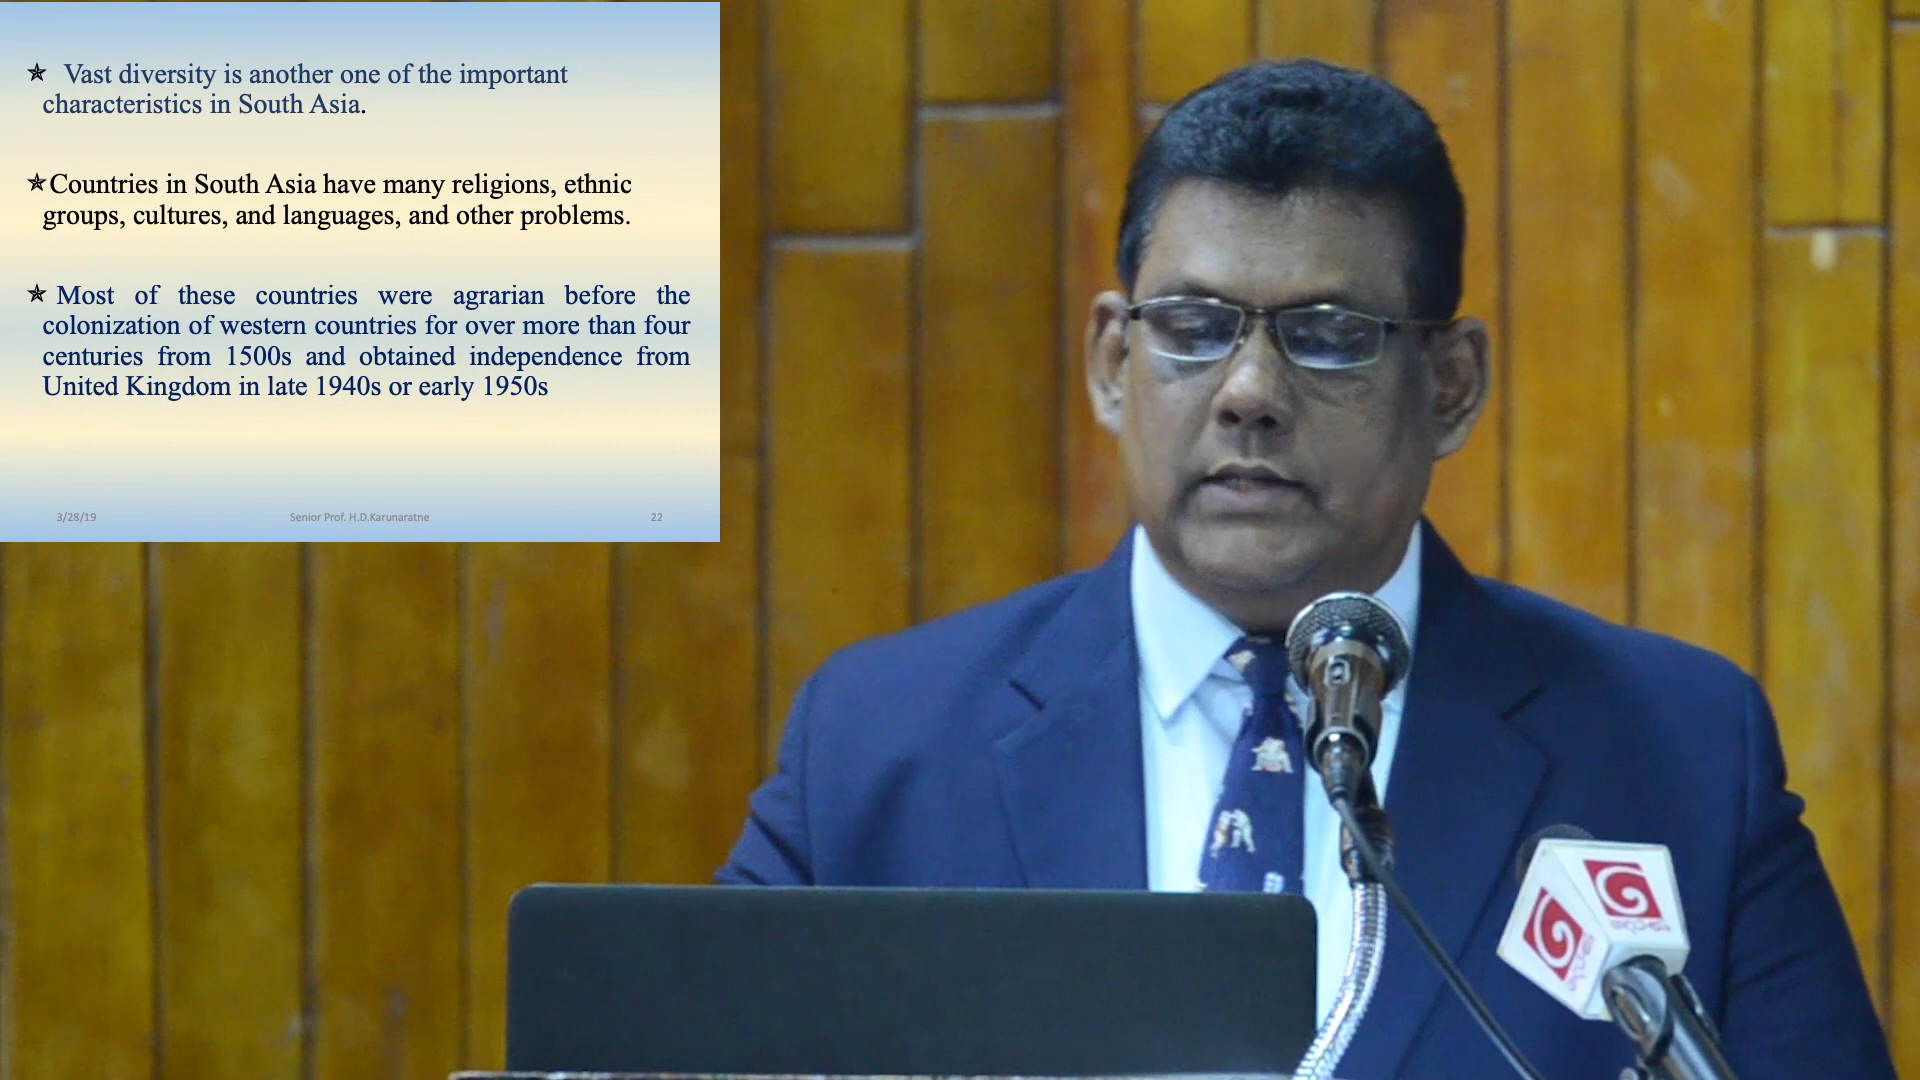 ✯ Vast diversity is another one of the important
characteristics in South Asia.
✯Countries in South Asia have many religions, ethnic
groups, cultures, and languages, and other problems.
✯ Most of these countries were agrarian before the
colonization of western countries for over more than four
centuries from 1500s and obtained independence from
United Kingdom in late 1940s or early 1950s
3/28/19 Senior Prof. H.D.Karunaratne 22